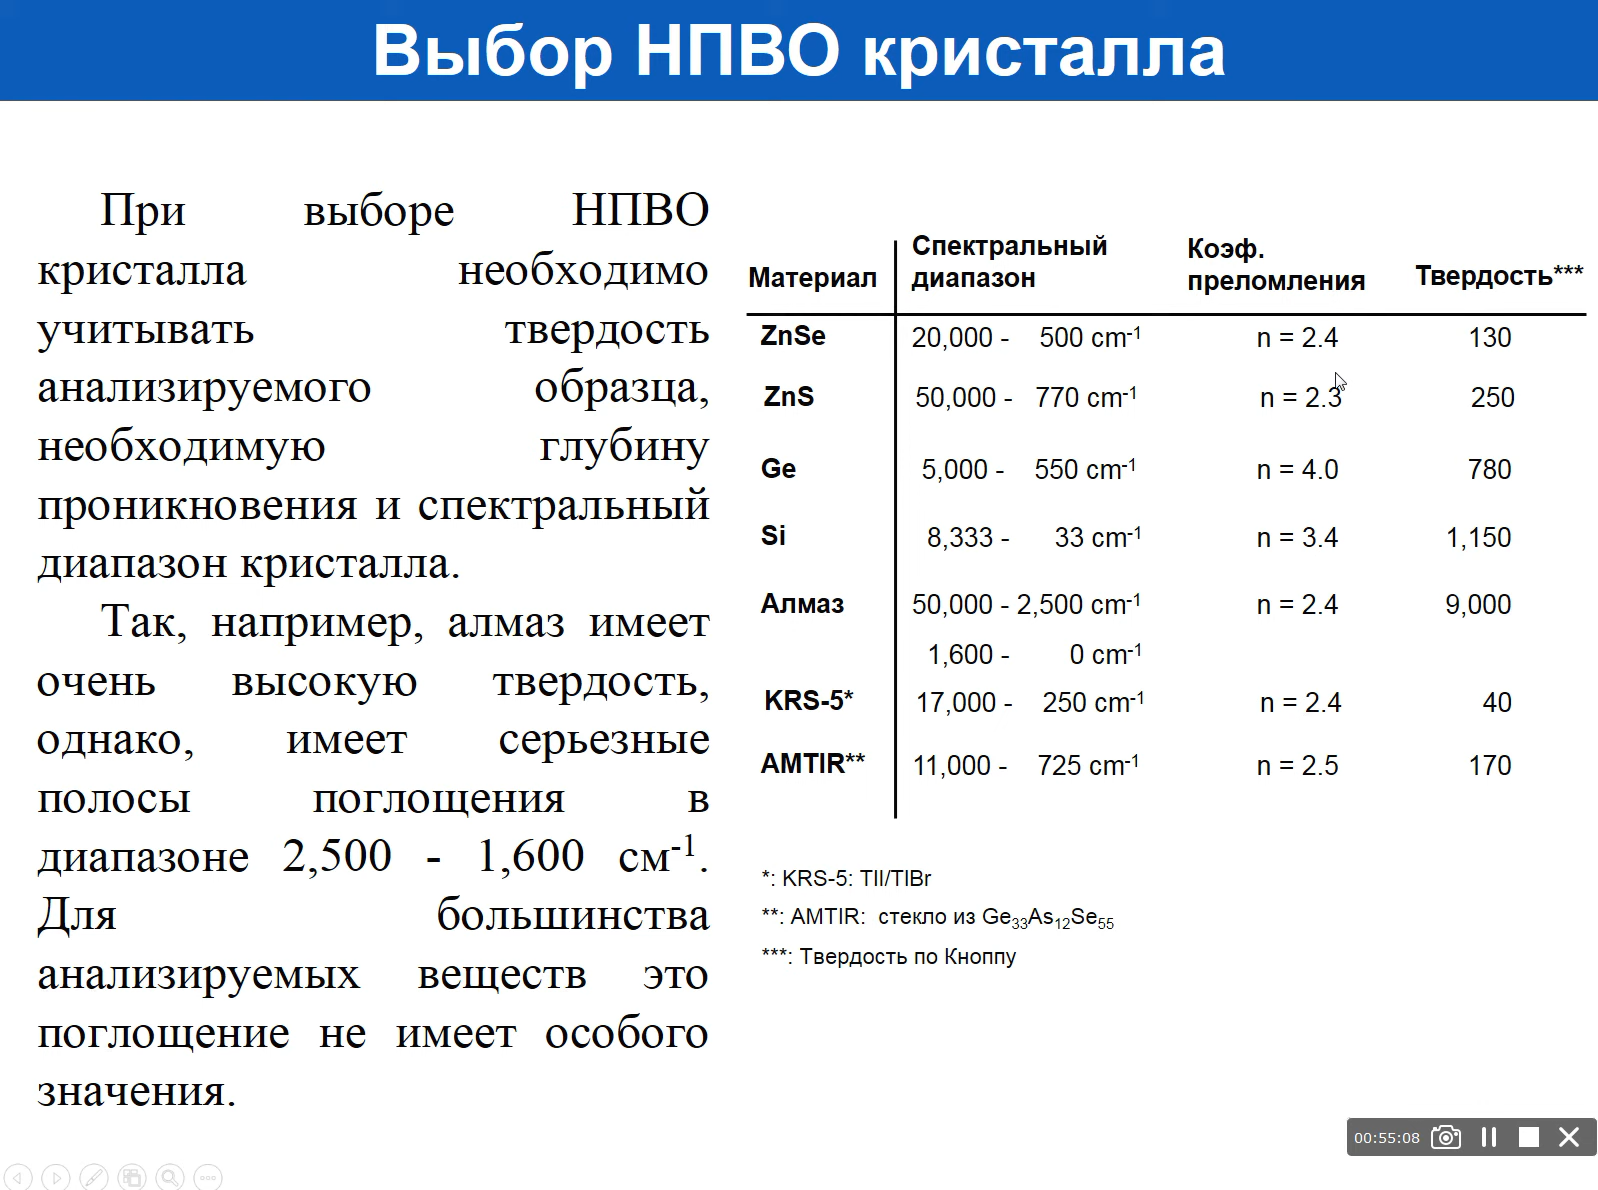 Выбор НПВО кристалла
При выборе НПВО
кристалла необходимо
учитывать твердость
анализируемого образца,
необходимую глубину
проникновения и спектральный
диапазон кристалла.
Так, например, алмаз имеет
очень высокую твердость,
однако, имеет серьезные
полосы поглощения в
диапазоне 2,500 - 1,600 см-1.
Для большинства
анализируемых веществ это
поглощение не имеет особого
значения.
Материал Спектральный диапазон Коэф. преломления Твердость***
ZnSe 20,000 - 500 cm-1 n = 2.4 130
ZnS 50,000 - 770 cm-1 n = 2.3 250
Ge 5,000 - 550 cm-1 n = 4.0 780
Si 8,333 - 33 cm-1 n = 3.4 1,150
Алмаз 50,000 - 2,500 cm-1 n = 2.4 9,000
1,600 - 0 cm-1
KRS-5* 17,000 - 250 cm-1 n = 2.4 40
AMTIR** 11,000 - 725 cm-1 n = 2.5 170
*: KRS-5: TlI/TlBr
**: AMTIR: стекло из Ge33As12Se55
***: Твердость по Кноппу
00:55:08